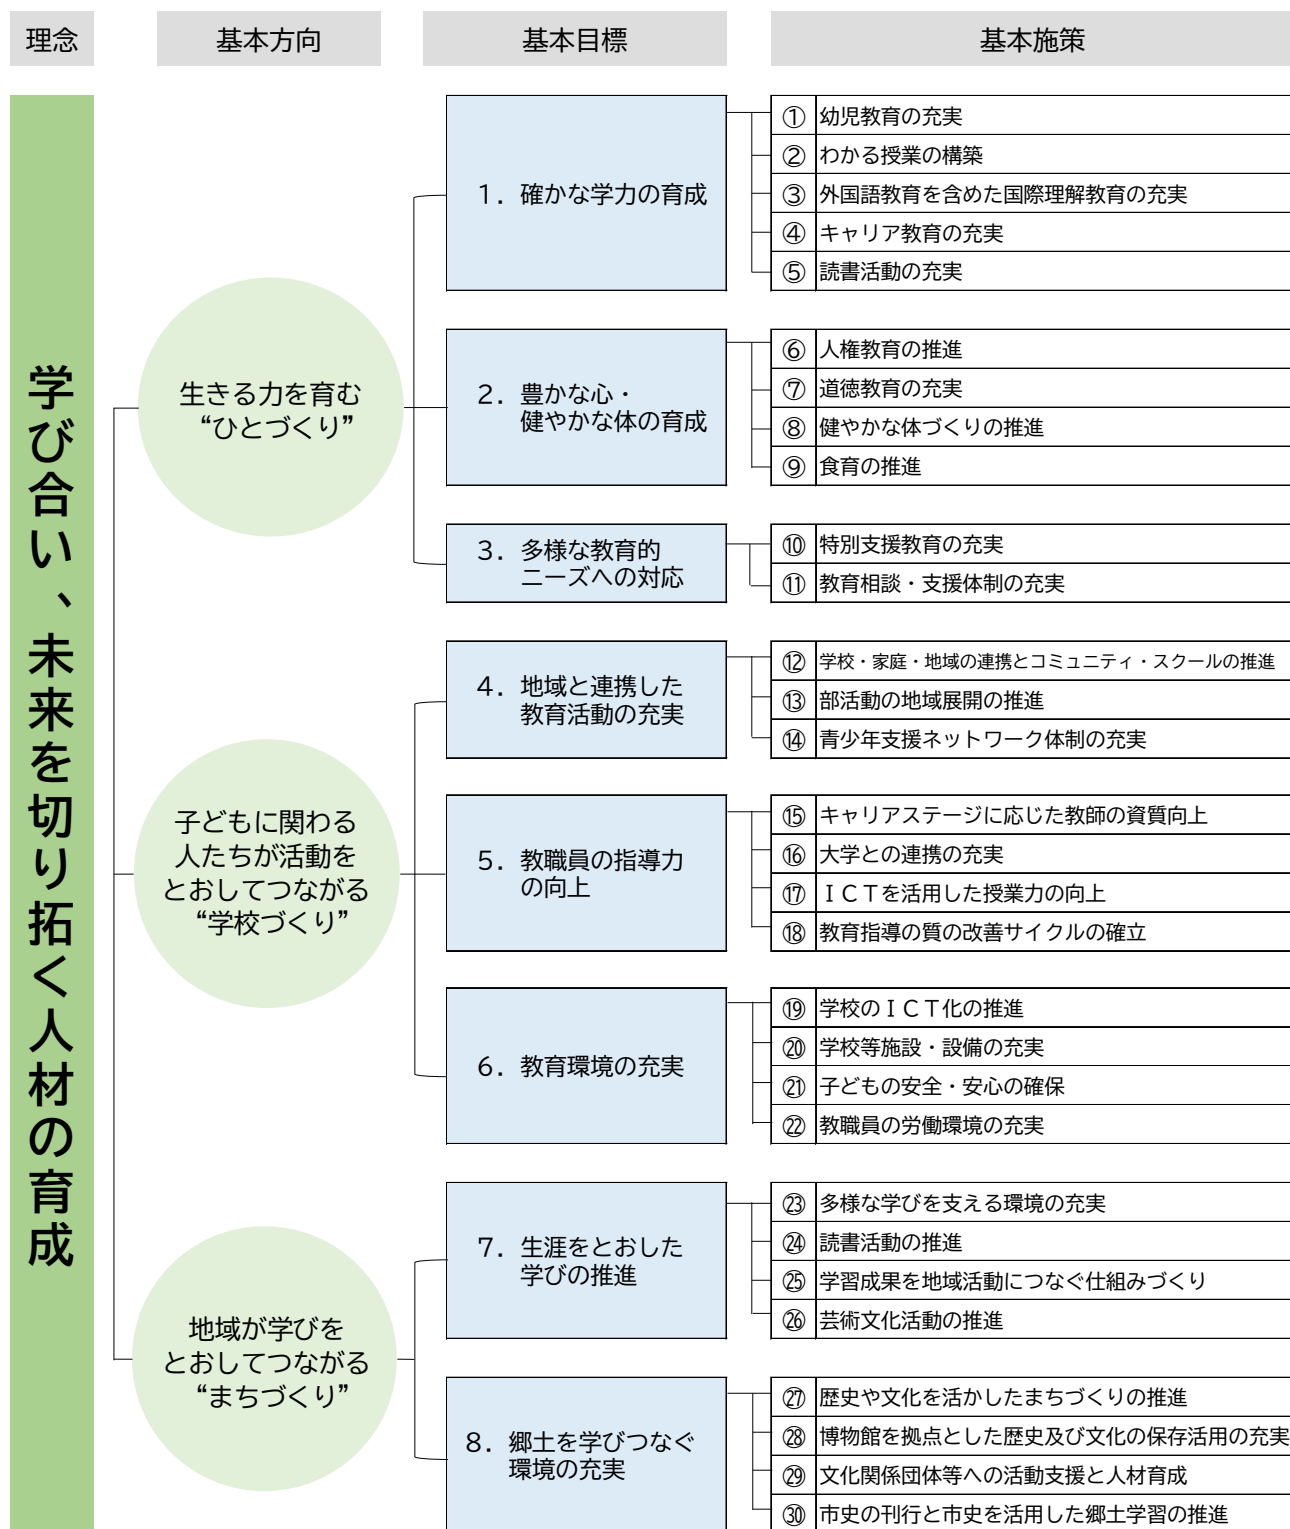 理念
基本方向
基本目標
基本施策
学び合い、未来を切り拓く人材の育成
生きる力を育む
“ひとづくり”
1．確かな学力の育成
① 幼児教育の充実
② わかる授業の構築
③ 外国語教育を含めた国際理解教育の充実
④ キャリア教育の充実
⑤ 読書活動の充実
2．豊かな心・
健やかな体の育成
⑥ 人権教育の推進
⑦ 道徳教育の充実
⑧ 健やかな体づくりの推進
⑨ 食育の推進
3．多様な教育的
ニーズへの対応
⑩ 特別支援教育の充実
⑪ 教育相談・支援体制の充実
子どもに関わる
人たちが活動を
とおしてつながる
“学校づくり”
4．地域と連携した
教育活動の充実
⑫ 学校・家庭・地域の連携とコミュニティ・スクールの推進
⑬ 部活動の地域展開の推進
⑭ 青少年支援ネットワーク体制の充実
5．教職員の指導力
の向上
⑮ キャリアステージに応じた教師の資質向上
⑯ 大学との連携の充実
⑰ ＩＣＴを活用した授業力の向上
⑱ 教育指導の質の改善サイクルの確立
6．教育環境の充実
⑲ 学校のＩＣＴ化の推進
⑳ 学校等施設・設備の充実
㉑ 子どもの安全・安心の確保
㉒ 教職員の労働環境の充実
地域が学びを
とおしてつながる
“まちづくり”
7．生涯をとおした
学びの推進
㉓ 多様な学びを支える環境の充実
㉔ 読書活動の推進
㉕ 学習成果を地域活動につなぐ仕組みづくり
㉖ 芸術文化活動の推進
8．郷土を学びつなぐ
環境の充実
㉗ 歴史や文化を活かしたまちづくりの推進
㉘ 博物館を拠点とした歴史及び文化の保存活用の充実
㉙ 文化関係団体等への活動支援と人材育成
㉚ 市史の刊行と市史を活用した郷土学習の推進